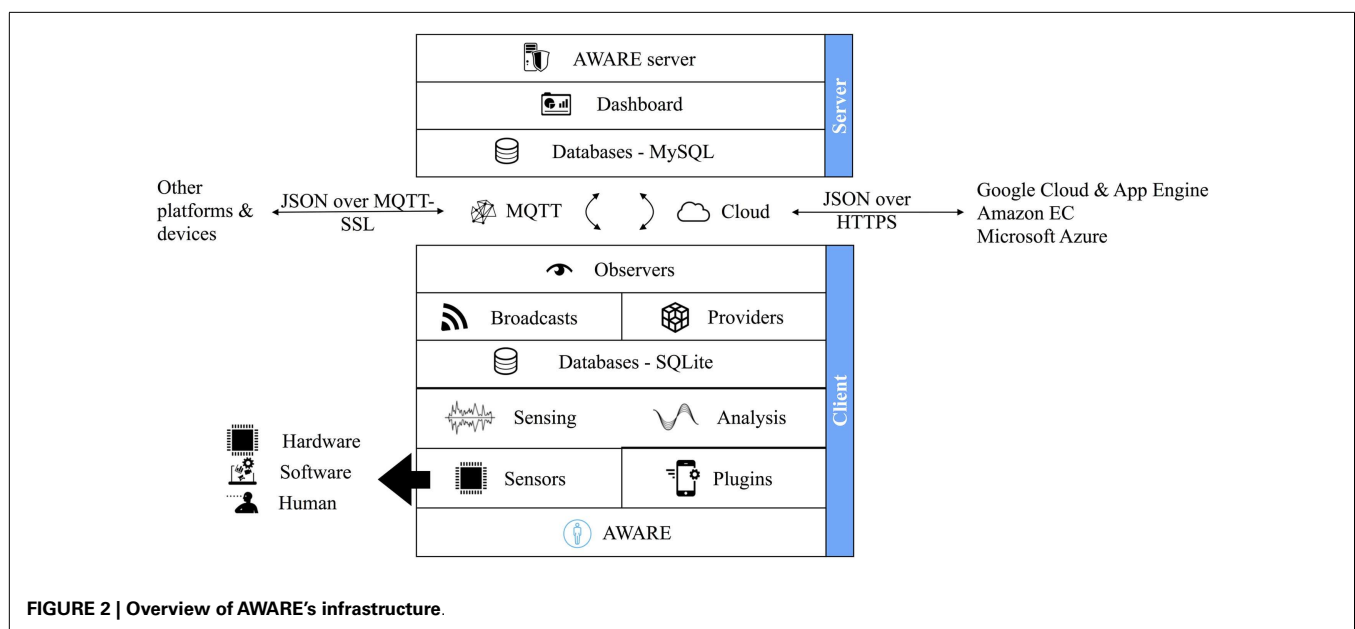 AWARE server
Dashboard
Databases - MySQL
Server
Other
platforms &
devices
JSON over MQTT-
SSL
MQTT
Cloud
JSON over
HTTPS
Google Cloud & App Engine
Amazon EC
Microsoft Azure
Observers
Broadcasts
Providers
Databases - SQLite
Sensing
Analysis
Client
Hardware
Software
Human
Sensors
Plugins
AWARE
FIGURE 2 | Overview of AWARE's infrastructure.